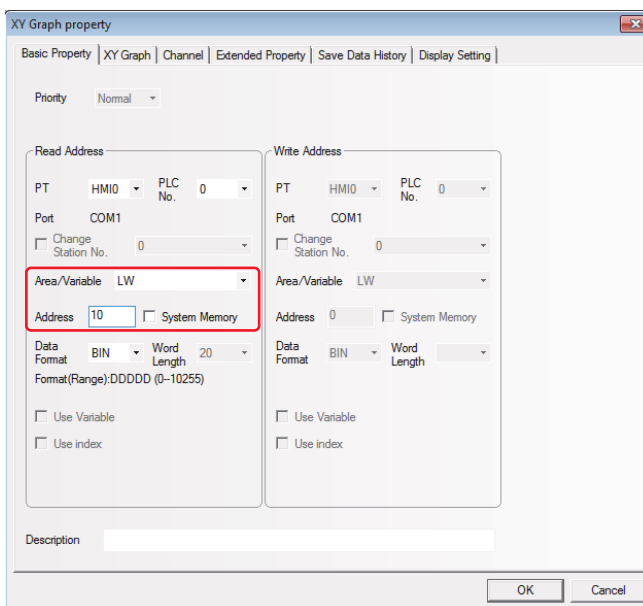 XY Graph property
Basic Property XY Graph Channel Extended Property Save Data History Display Setting
Priority Normal
Read Address
PT HMI0 PLC No. 0
Port COM1
Change Station No. 0
Area/Variable LW
Address 10 System Memory
Data Format BIN Word Length 20
Format(Range):DDDDD (0--10255)
Use Variable
Use index
Write Address
PT HMI0 PLC No. 0
Port COM1
Change Station No. 0
Area/Variable LW
Address 0 System Memory
Data Format BIN Word Length
Use Variable
Use index
Description
OK Cancel